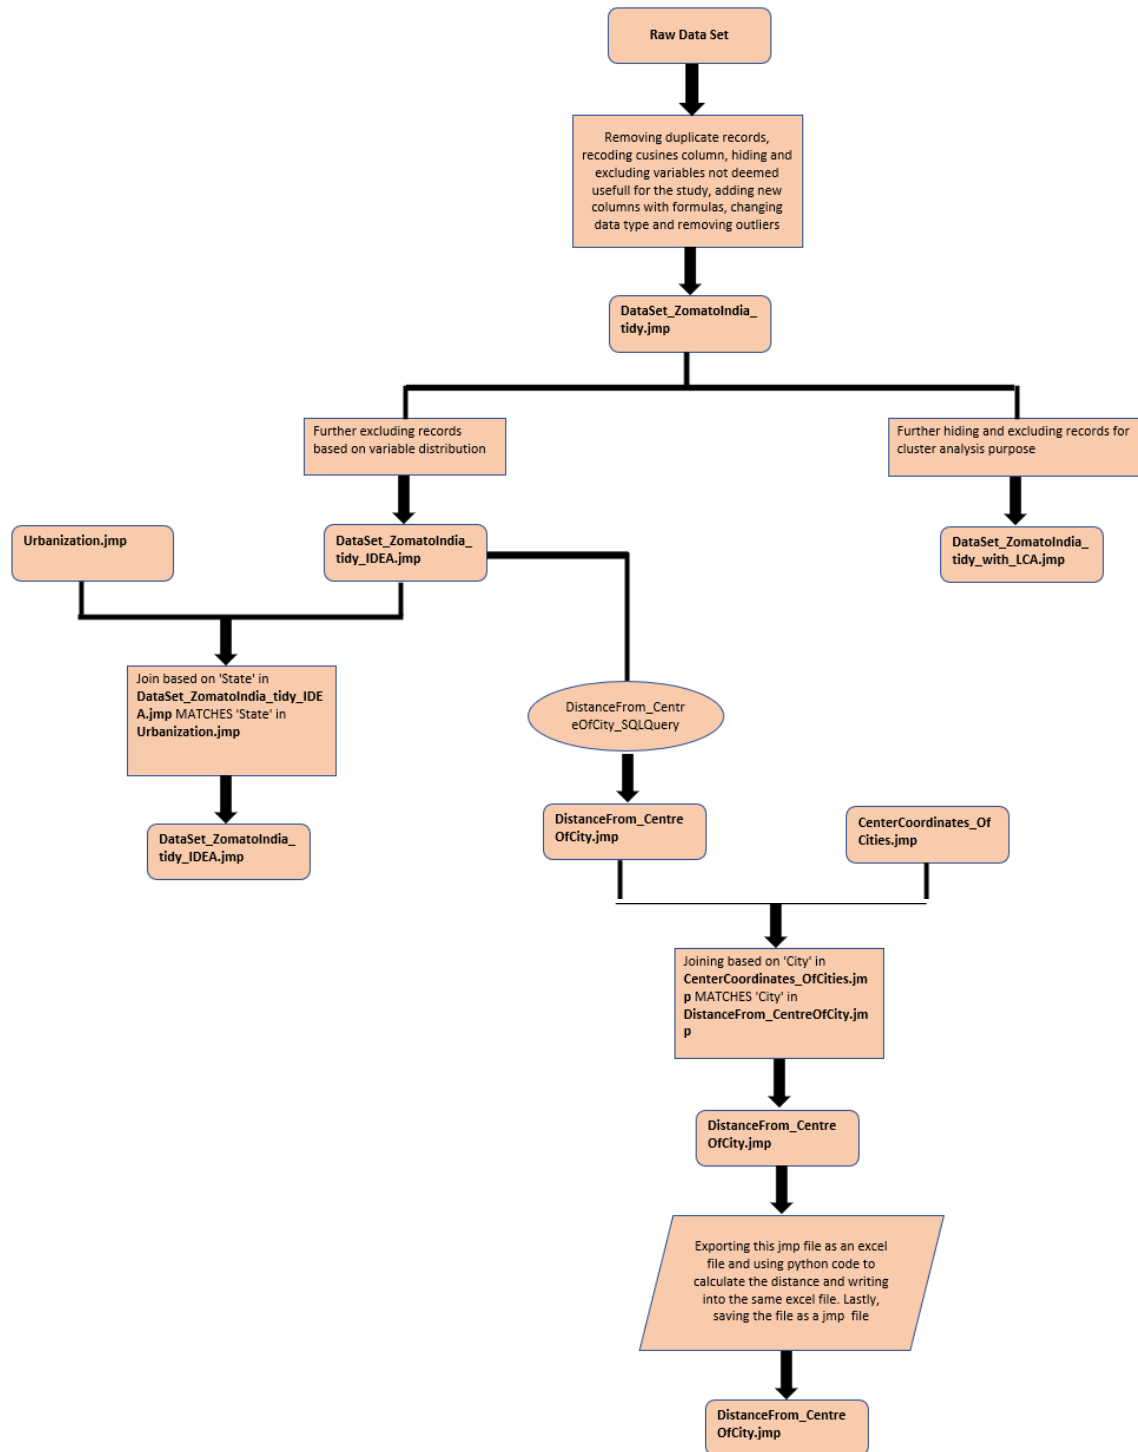 Raw Data Set
Removing duplicate records,
recoding cusines column, hiding and
excluding variables not deemed
usefull for the study, adding new
columns with formulas, changing
data type and removing outliers
DataSet_ZomatoIndia_
tidy.jmp
Further excluding records
based on variable distribution
Further hiding and excluding records for
cluster analysis purpose
Urbanization.jmp
DataSet_ZomatoIndia_
tidy_IDEA.jmp
DataSet_ZomatoIndia_
tidy_with_LCA.jmp
Join based on 'State' in
DataSet_ZomatoIndia_tidy_IDE
A.jmp MATCHES 'State' in
Urbanization.jmp
DistanceFrom_Centr
eOfCity_SQLQuery
DataSet_ZomatoIndia_
tidy_IDEA.jmp
DistanceFrom_Centre
OfCity.jmp
CenterCoordinates_Of
Cities.jmp
Joining based on 'City' in
CenterCoordinates_OfCities.jm
p MATCHES 'City' in
DistanceFrom_CentreOfCity.jm
p
DistanceFrom_Centre
OfCity.jmp
Exporting this jmp file as an excel
file and using python code to
calculate the distance and writing
into the same excel file. Lastly,
saving the file as a jmp file
DistanceFrom_Centre
OfCity.jmp